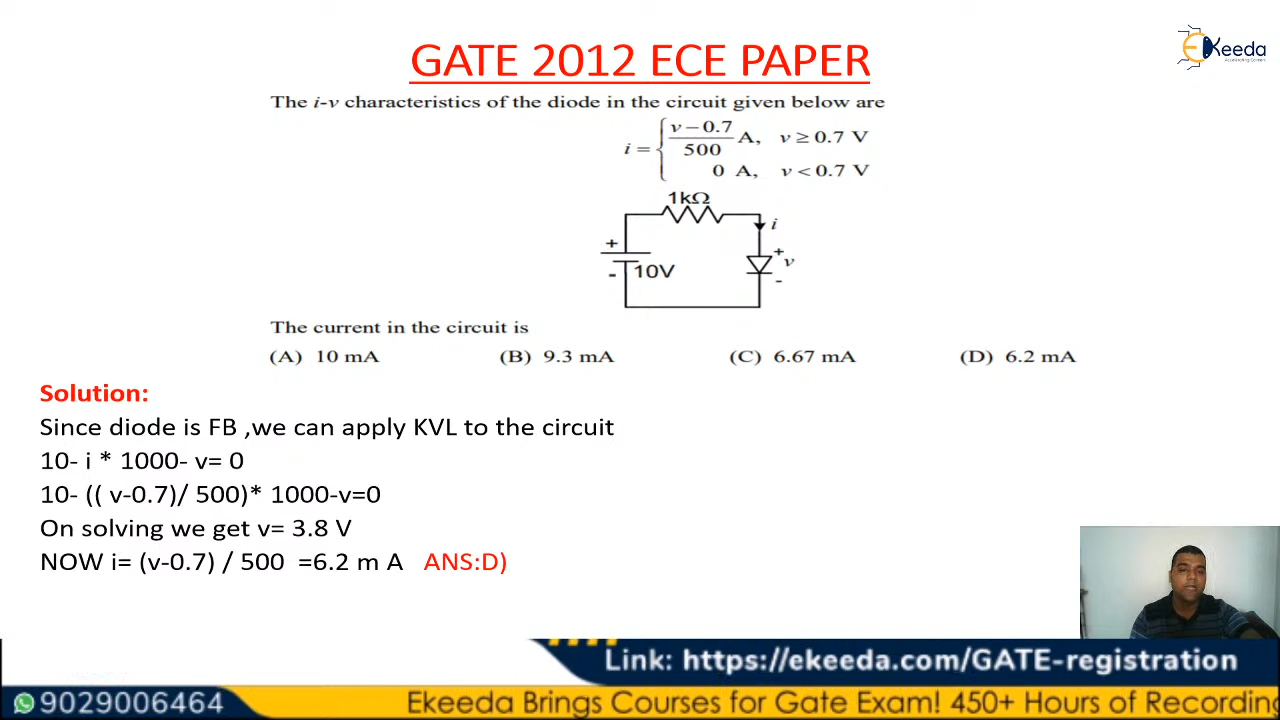 Ekeeda
Accelerating Careers
GATE 2012 ECE PAPER
The i-v characteristics of the diode in the circuit given below are
i = { v − 0.7 / 500 A, v ≥ 0.7 V
0 A, v < 0.7 V
1kΩ
i
+
+
v
- 10V
-
The current in the circuit is
(A) 10 mA (B) 9.3 mA (C) 6.67 mA (D) 6.2 mA
Solution:
Since diode is FB ,we can apply KVL to the circuit
10- i * 1000- v= 0
10- (( v-0.7)/ 500)* 1000-v=0
On solving we get v= 3.8 V
NOW i= (v-0.7) / 500 =6.2 m A ANS:D)
Link: https://ekeeda.com/GATE-registration
9029006464 Ekeeda Brings Courses for Gate Exam! 450+ Hours of Recording